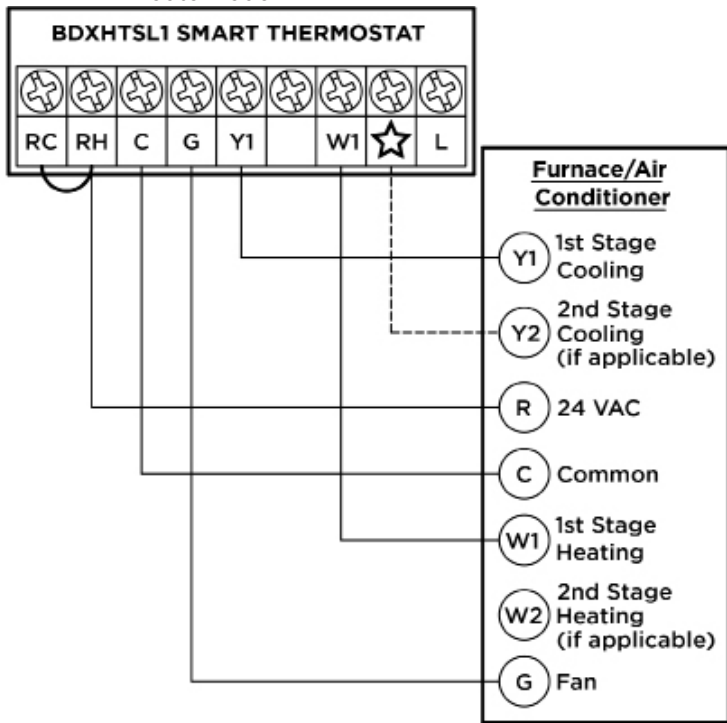 BDXHTSL1 SMART THERMOSTAT
RC RH C G Y1 W1 L
Furnace/Air
Conditioner
Y1 1st Stage
Cooling
Y2 2nd Stage
Cooling
(if applicable)
R 24 VAC
C Common
W1 1st Stage
Heating
W2 2nd Stage
Heating
(if applicable)
G Fan